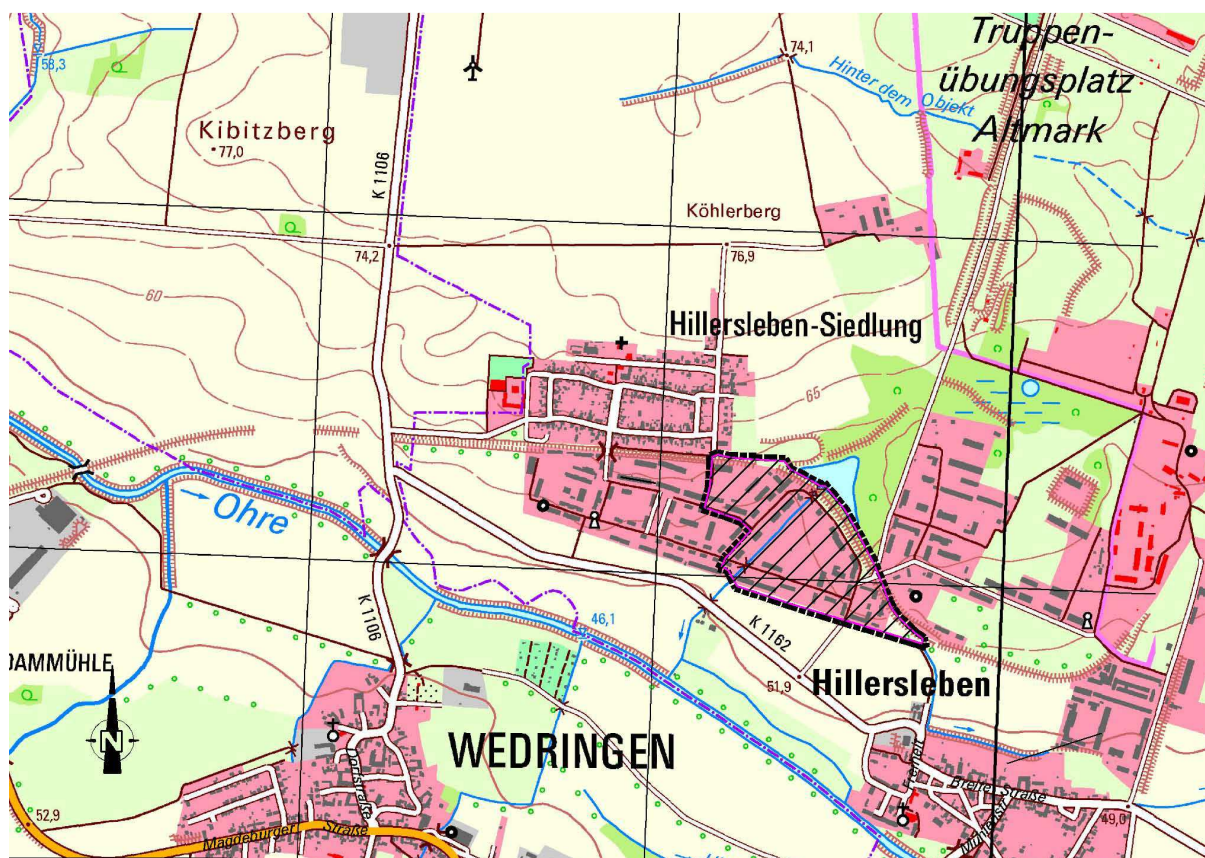 Truppen-
übungsplatz
Altmark
74,1
Hinter dem Objekt
58,3
Kibitzberg
77,0
K 1106
Köhlerberg
74,2
76,9
60
Hillersleben-Siedlung
65
Ohre
K 1106
46,1
K 1162
DAMMÜHLE
N
51,9
Hillersleben
WEDRINGEN
Breite Straße
52,9
Magdeburger Straße
49,0